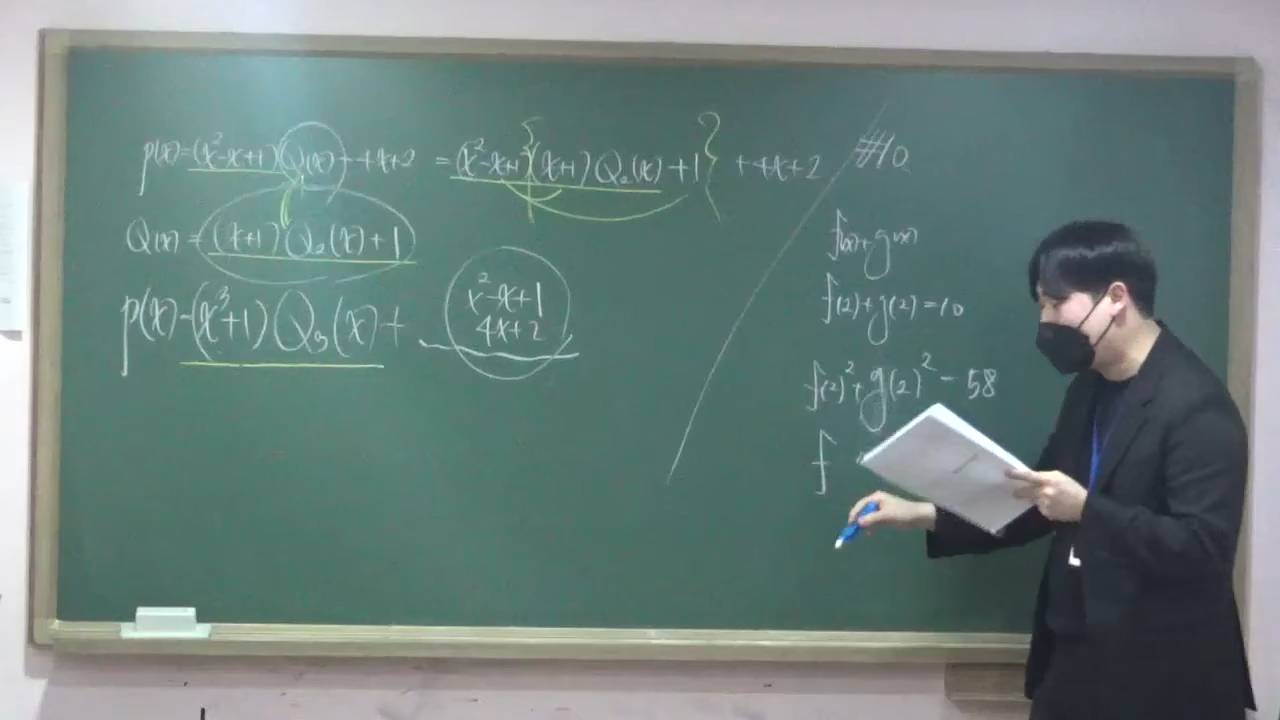 p(x)=(x²-x+1)Q(x)+4x+2 =(x²-x+1){(x+1)Q₂(x)+1}+4x+2
Q(x)=(x+1)Q₂(x)+1
p(x)-(x³+1)Q₃(x)+
x²-x+1
4x+2
#10.
f(x)+g(x)
f(2)+g(2)=10
f(2)²+g(2)²-58
f